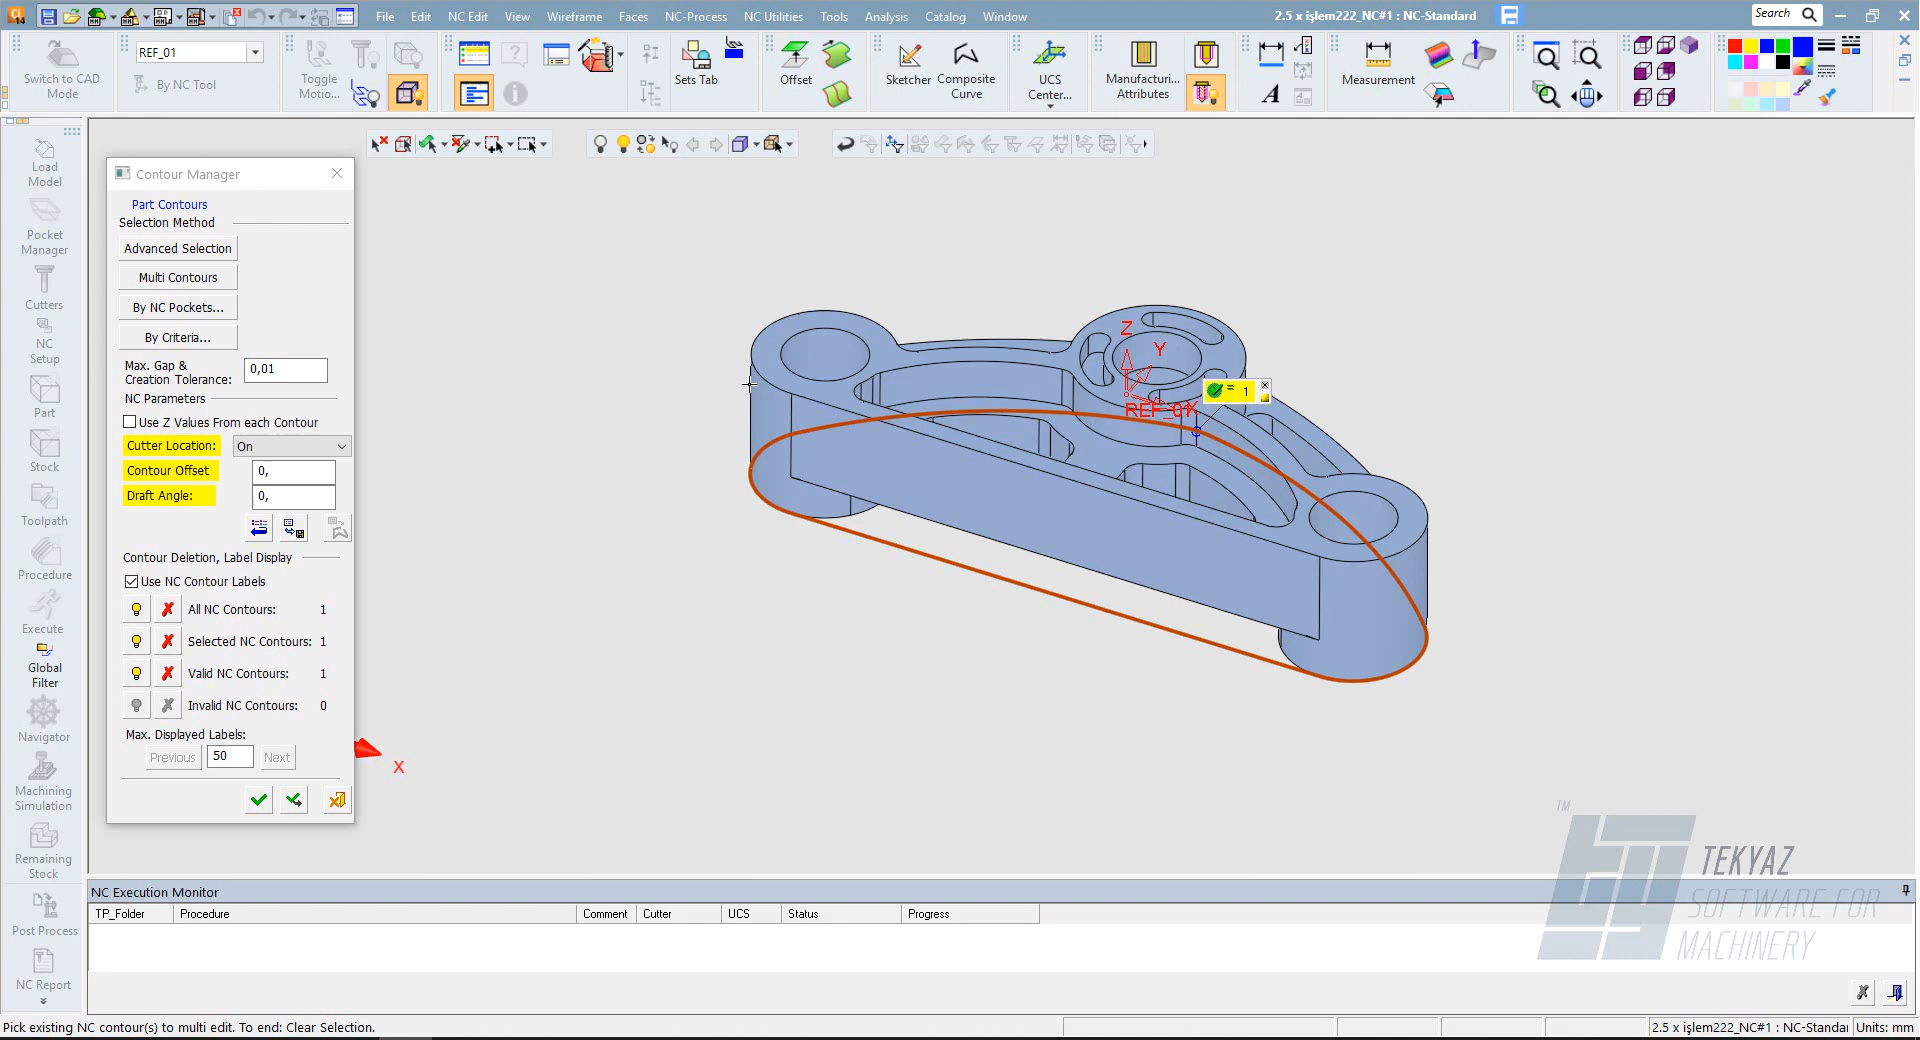 Ci
14
File Edit NC Edit View Wireframe Faces NC-Process NC Utilities Tools Analysis Catalog Window
2.5 x işlem222_NC#1 : NC-Standard
Search
Switch to CAD
Mode
REF_01
By NC Tool
Toggle
Motio...
Sets Tab
Offset
Sketcher
Composite
Curve
UCS
Center...
Manufacturi...
Attributes
A
Measurement
Load
Model
Pocket
Manager
Cutters
NC
Setup
Part
Stock
Toolpath
Procedure
Execute
Global
Filter
Navigator
Machining
Simulation
Remaining
Stock
Post Process
NC Report
Contour Manager
Part Contours
Selection Method
Advanced Selection
Multi Contours
By NC Pockets...
By Criteria...
Max. Gap &
Creation Tolerance:
0,01
NC Parameters
Use Z Values From each Contour
Cutter Location: On
Contour Offset 0,
Draft Angle: 0,
Contour Deletion, Label Display
Use NC Contour Labels
All NC Contours: 1
Selected NC Contours: 1
Valid NC Contours: 1
Invalid NC Contours: 0
Max. Displayed Labels:
Previous 50 Next
X
Z
Y
REF_01X
= 1
TM
TEKYAZ
SOFTWARE FOR
MACHINERY
NC Execution Monitor
TP_Folder Procedure Comment Cutter UCS Status Progress
Pick existing NC contour(s) to multi edit. To end: Clear Selection.
2.5 x işlem222_NC#1 : NC-Standar
Units: mm